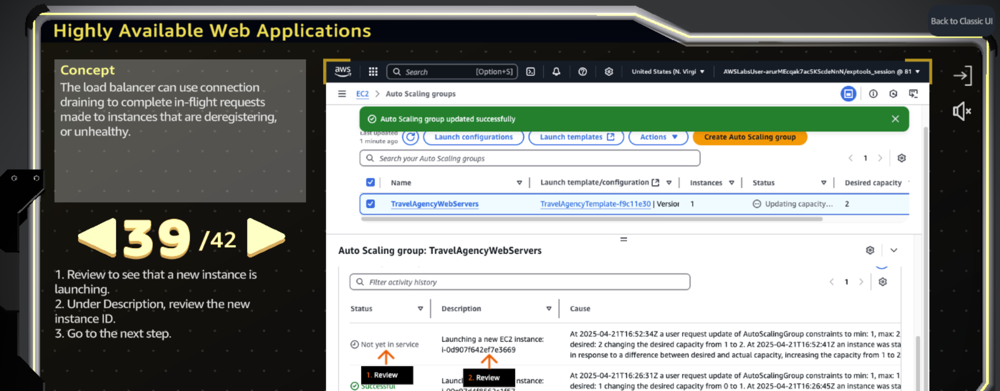 Back to Classic UI
Highly Available Web Applications
Concept
The load balancer can use connection
draining to complete in-flight requests
made to instances that are deregistering,
or unhealthy.
39 /42
1. Review to see that a new instance is
launching.
2. Under Description, review the new
instance ID.
3. Go to the next step.
aws
Search [Option+S]
United States (N. Virgi
AWSLabsUser-arurMEcqak7ac5KScdeNnN/exptools_session @ 81
EC2 > Auto Scaling groups
Auto Scaling group updated successfully
Last updated
1 minute ago
Launch configurations
Launch templates
Actions
Create Auto Scaling group
Search your Auto Scaling groups
1
Name
Launch template/configuration
Instances
Status
Desired capacity
TravelAgencyWebServers
TravelAgencyTemplate-f9c11e30 | Version
1
Updating capacity...
2
Auto Scaling group: TravelAgencyWebServers
Filter activity history
1
Status
Description
Cause
Not yet in service
Launching a new EC2 instance:
i-0d907f642ef7e3669
At 2025-04-21T16:52:34Z a user request update of AutoScalingGroup constraints to min: 1, max: 2
desired: 2 changing the desired capacity from 1 to 2. At 2025-04-21T16:52:41Z an instance was sta
in response to a difference between desired and actual capacity, increasing the capacity from 1 to 2
1. Review
2. Review
Successful
Launc
nstance:
At 2025-04-21T16:26:31Z a user request update of AutoScalingGroup constraints to min: 1, max: 1
desired: 1 changing the desired capacity from 0 to 1. At 2025-04-21T16:26:45Z an instance was sta